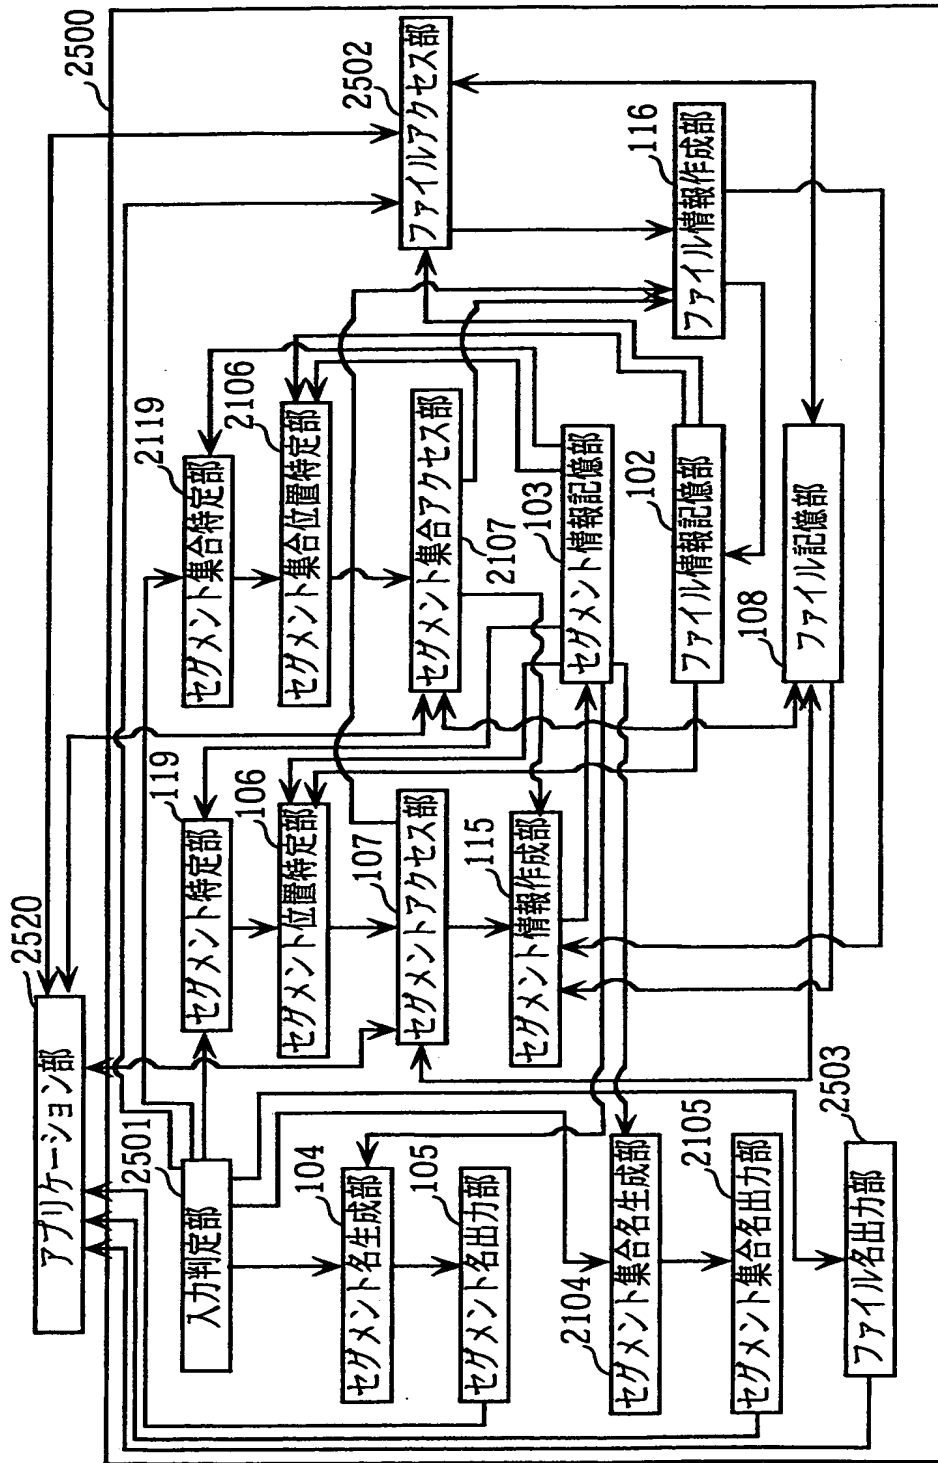 2500
アプリケーション部
2520
入力判定部
2501
セグメント特定部
119
セグメント集合特定部
2119
セグメント位置特定部
106
セグメント集合位置特定部
2106
セグメント名生成部
104
セグメントアクセス部
107
セグメント集合アクセス部
2107
ファイルアクセス部
2502
セグメント名出力部
105
セグメント情報作成部
115
セグメント情報記憶部
103
セグメント集合名生成部
2104
ファイル情報記憶部
102
ファイル情報作成部
116
セグメント集合名出力部
2105
ファイル記憶部
108
ファイル名出力部
2503